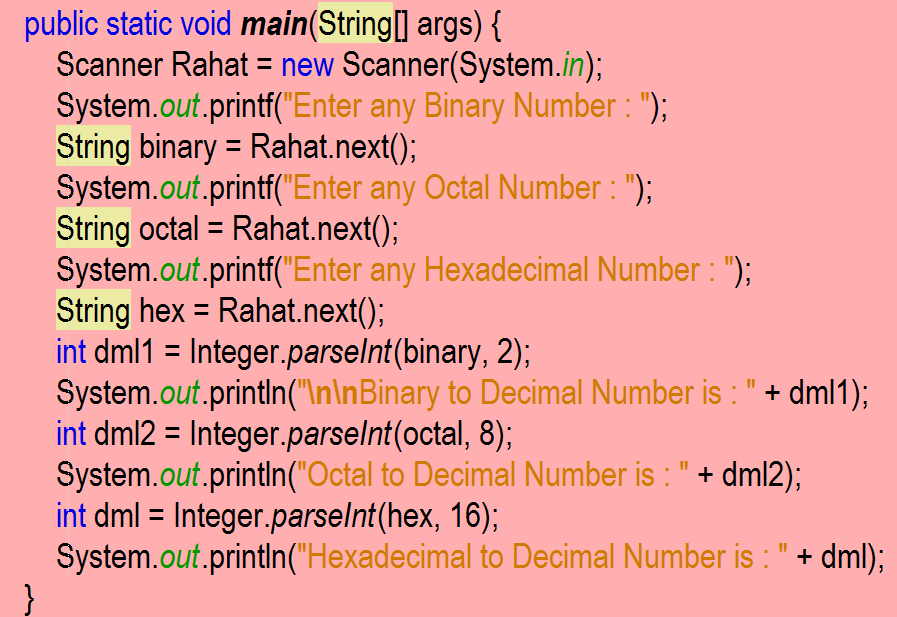 public static void main(String[] args) {
Scanner Rahat = new Scanner(System.in);
System.out.printf("Enter any Binary Number : ");
String binary = Rahat.next();
System.out.printf("Enter any Octal Number : ");
String octal = Rahat.next();
System.out.printf("Enter any Hexadecimal Number : ");
String hex = Rahat.next();
int dml1 = Integer.parseInt(binary, 2);
System.out.println("\n\nBinary to Decimal Number is : " + dml1);
int dml2 = Integer.parseInt(octal, 8);
System.out.println("Octal to Decimal Number is : " + dml2);
int dml = Integer.parseInt(hex, 16);
System.out.println("Hexadecimal to Decimal Number is : " + dml);
}